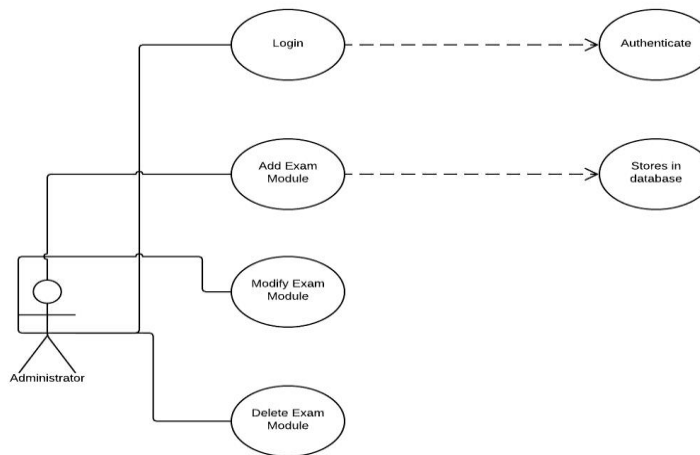 Login
Authenticate
Add Exam
Module
Stores in
database
Modify Exam
Module
Administrator
Delete Exam
Module